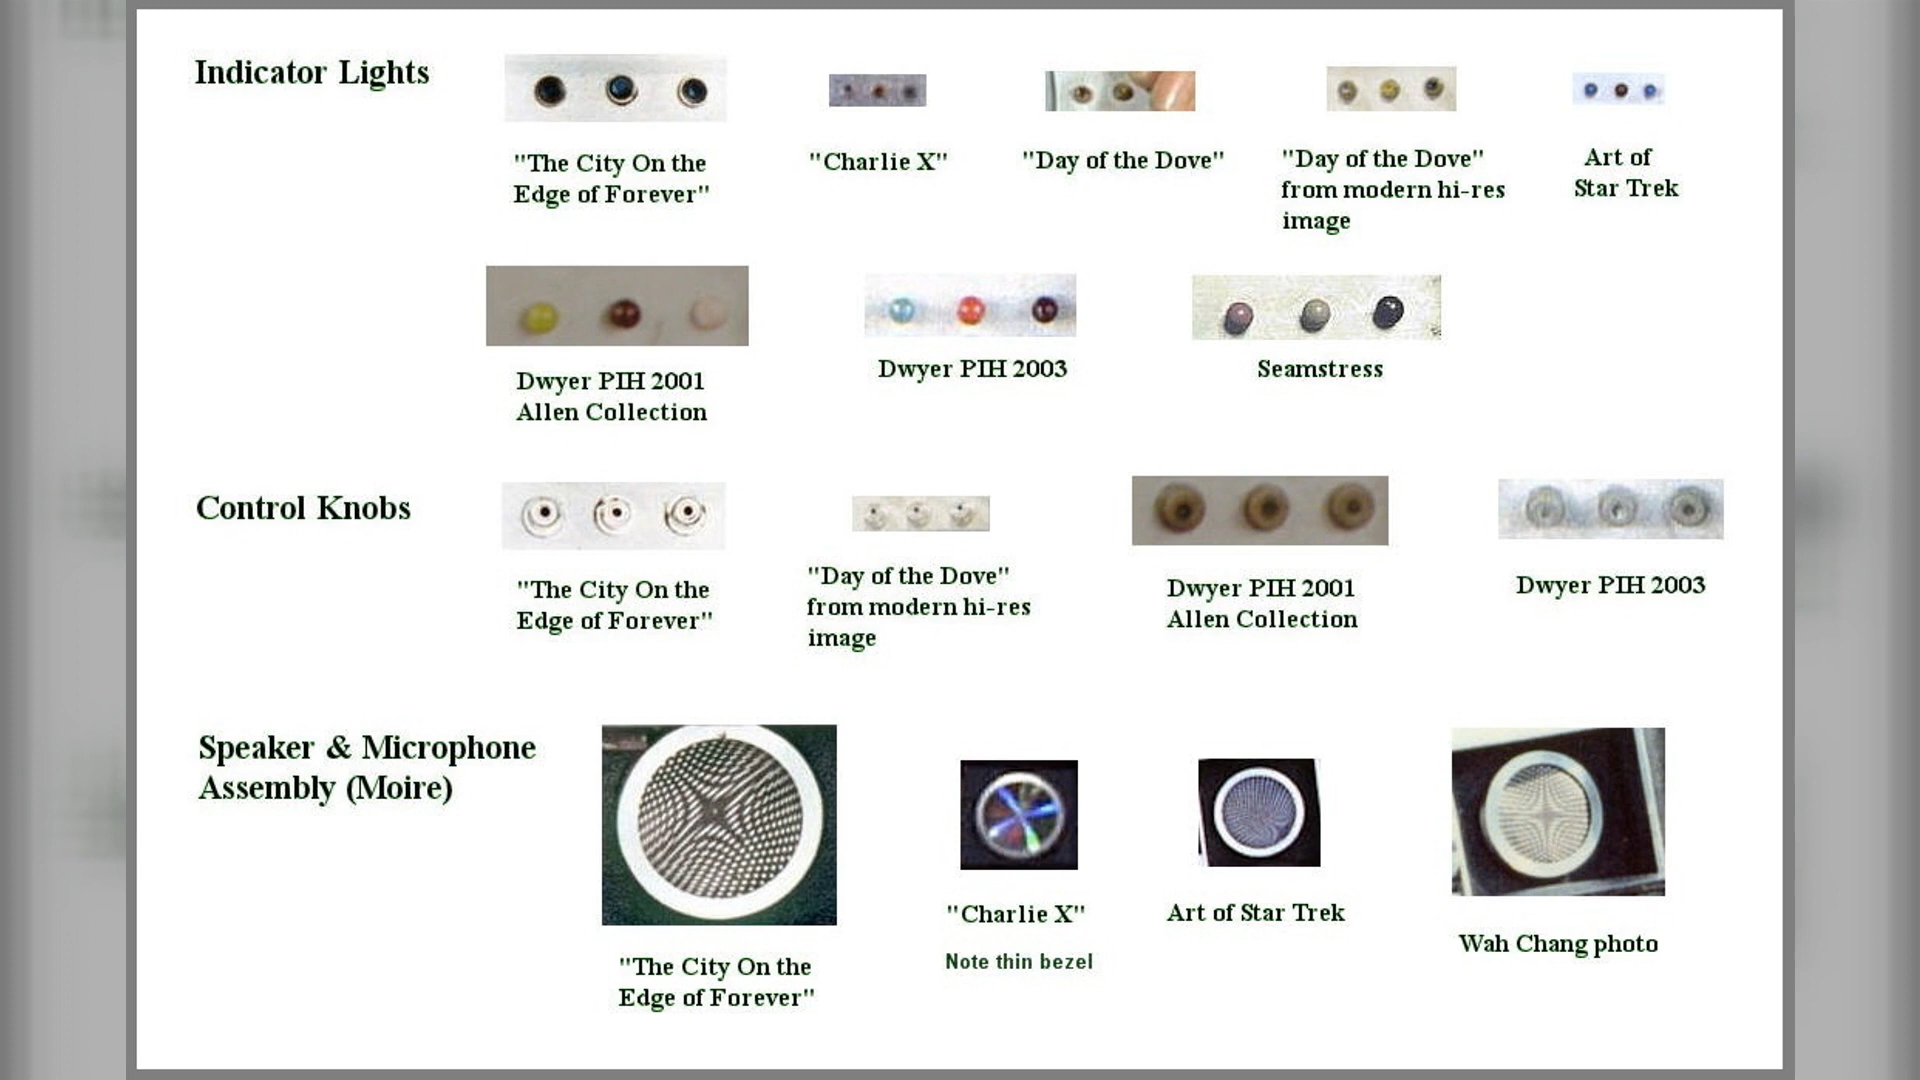 Indicator Lights
"The City On the
Edge of Forever"
"Charlie X"
"Day of the Dove"
"Day of the Dove"
from modern hi-res
image
Art of
Star Trek
Dwyer PIH 2001
Allen Collection
Dwyer PIH 2003
Seamstress
Control Knobs
"The City On the
Edge of Forever"
"Day of the Dove"
from modern hi-res
image
Dwyer PIH 2001
Allen Collection
Dwyer PIH 2003
Speaker & Microphone
Assembly (Moire)
"The City On the
Edge of Forever"
"Charlie X"
Note thin bezel
Art of Star Trek
Wah Chang photo